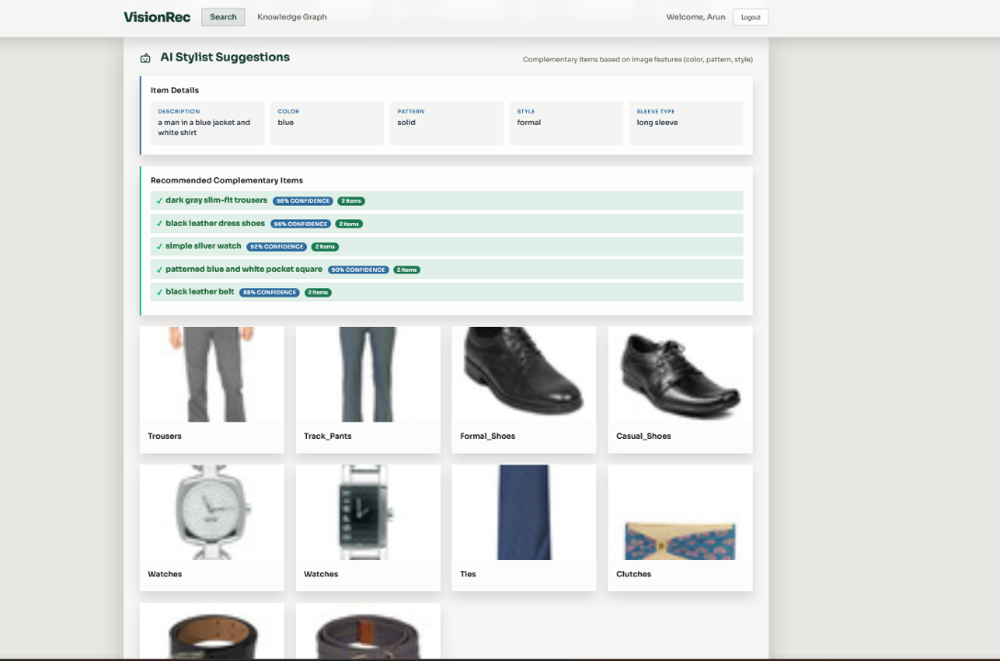 VisionRec Search Knowledge Graph Welcome, Arun Logout
AI Stylist Suggestions Complementary items based on image features (color, pattern, style)
Item Details
DESCRIPTION COLOR PATTERN STYLE SLEEVE TYPE
a man in a blue jacket and blue solid formal long sleeve
white shirt
Recommended Complementary Items
✓ dark gray slim-fit trousers 98% CONFIDENCE 2 items
✓ black leather dress shoes 96% CONFIDENCE 2 items
✓ simple silver watch 92% CONFIDENCE 2 items
✓ patterned blue and white pocket square 90% CONFIDENCE 2 items
✓ black leather belt 88% CONFIDENCE 2 items
Trousers Track_Pants Formal_Shoes Casual_Shoes
Watches Watches Ties Clutches